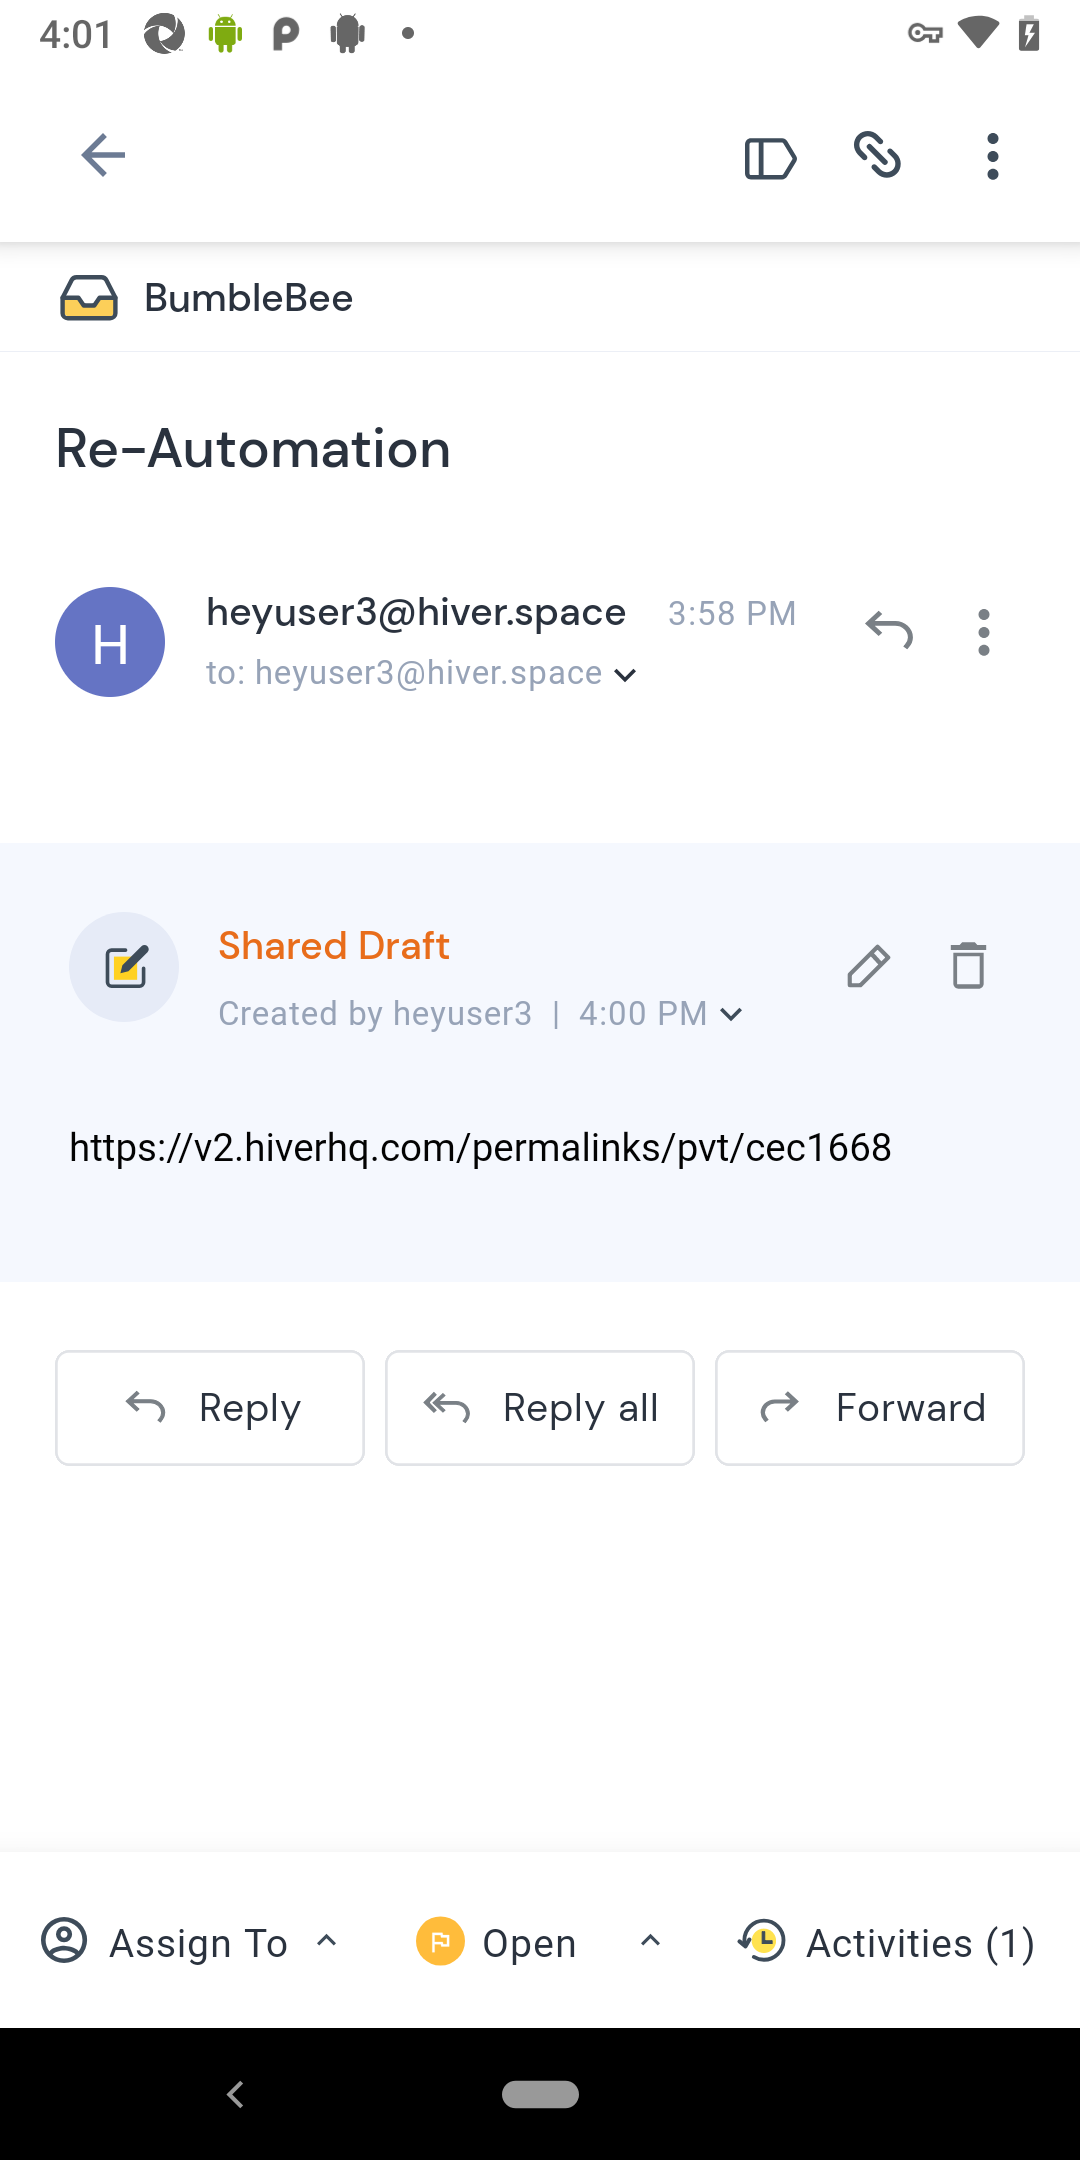 4:01
BumbleBee
Re-Automation
H
heyuser3@hiver.space 3:58 PM
to: heyuser3@hiver.space
Shared Draft
Created by heyuser3 | 4:00 PM
https://v2.hiverhq.com/permalinks/pvt/cec1668
Reply Reply all Forward
Assign To Open Activities (1)